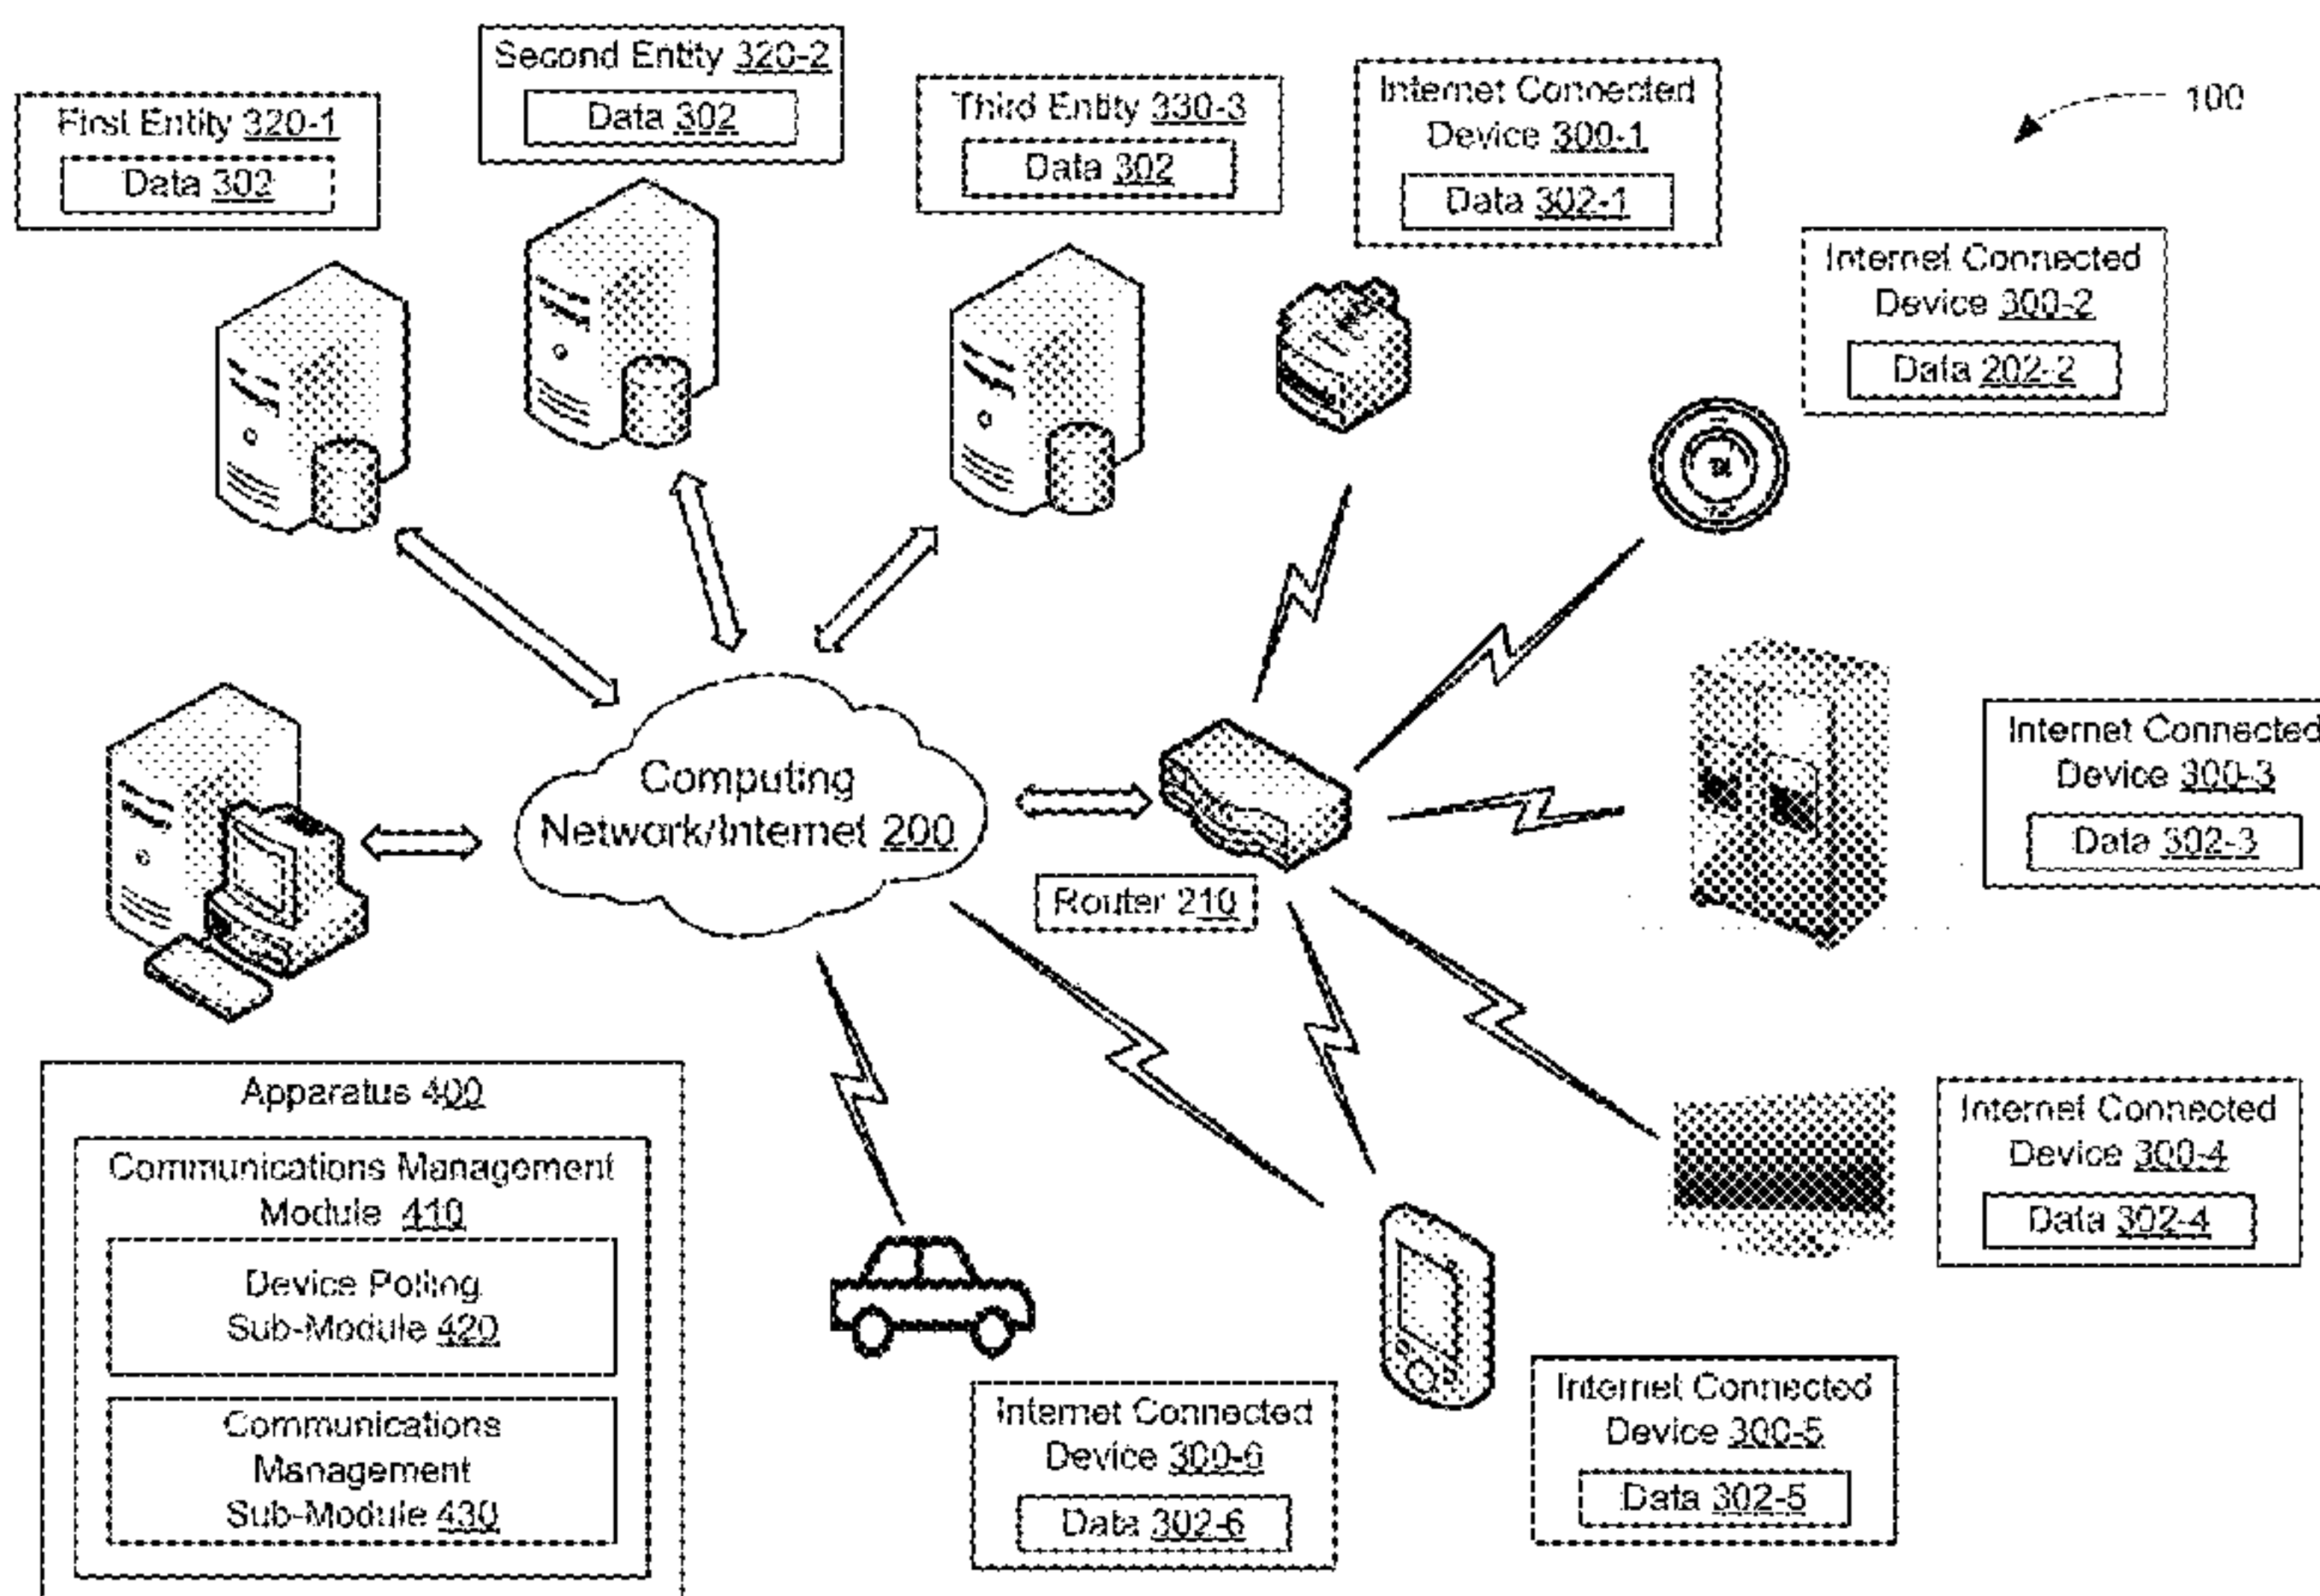 First Entity 320-1
Data 302
Second Entity 320-2
Data 302
Third Entity 330-3
Data 302
Internet Connected
Device 300-1
Data 302-1
100
Internet Connected
Device 300-2
Data 202-2
Internet Connected
Device 300-3
Data 302-3
Computing
Network/Internet 200
Router 210
Internet Connected
Device 300-4
Data 302-4
Apparatus 400
Communications Management
Module 410
Device Polling
Sub-Module 420
Communications
Management
Sub-Module 430
Internet Connected
Device 300-6
Data 302-6
Internet Connected
Device 300-5
Data 302-5